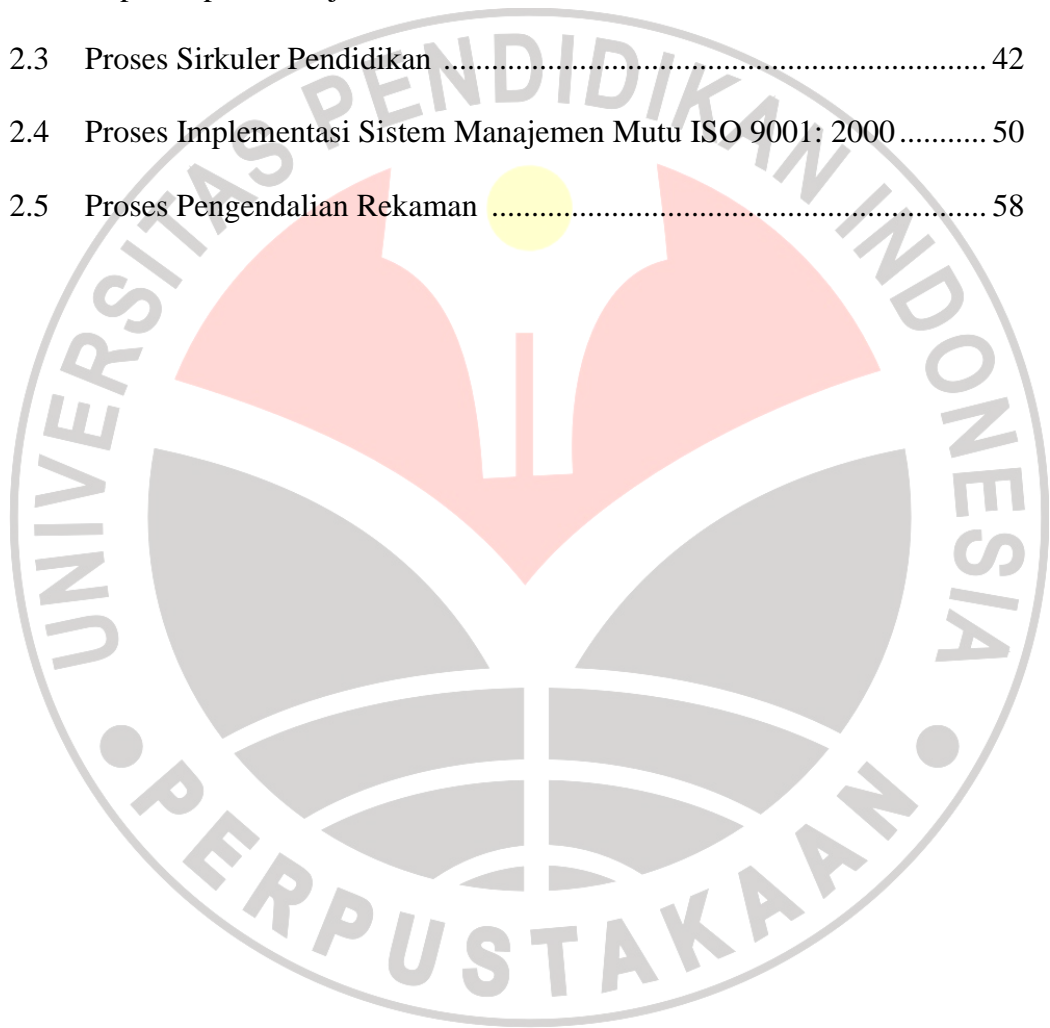 2.3 Proses Sirkuler Pendidikan .................................................................. 42
2.4 Proses Implementasi Sistem Manajemen Mutu ISO 9001: 2000 ........... 50
2.5 Proses Pengendalian Rekaman ............................................................ 58
UNIVERSITAS PENDIDIKAN INDONESIA
• PERPUSTAKAAN •